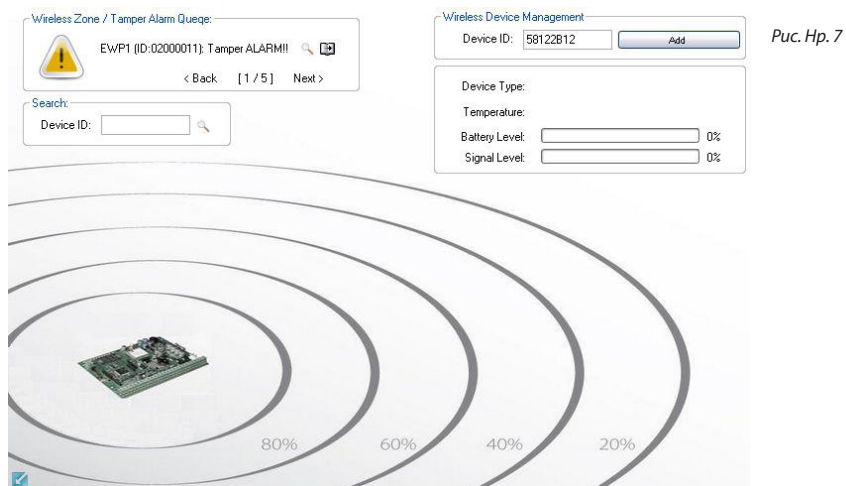 Wireless Zone / Tamper Alarm Queqe:
EWP1 (ID:02000011): Tamper ALARM!!
< Back [ 1 / 5 ] Next >
Search:
Device ID:
Wireless Device Management
Device ID: 58122B12 Add
Device Type:
Temperature:
Battery Level: 0%
Signal Level: 0%
Рис. Нр. 7
80% 60% 40% 20%